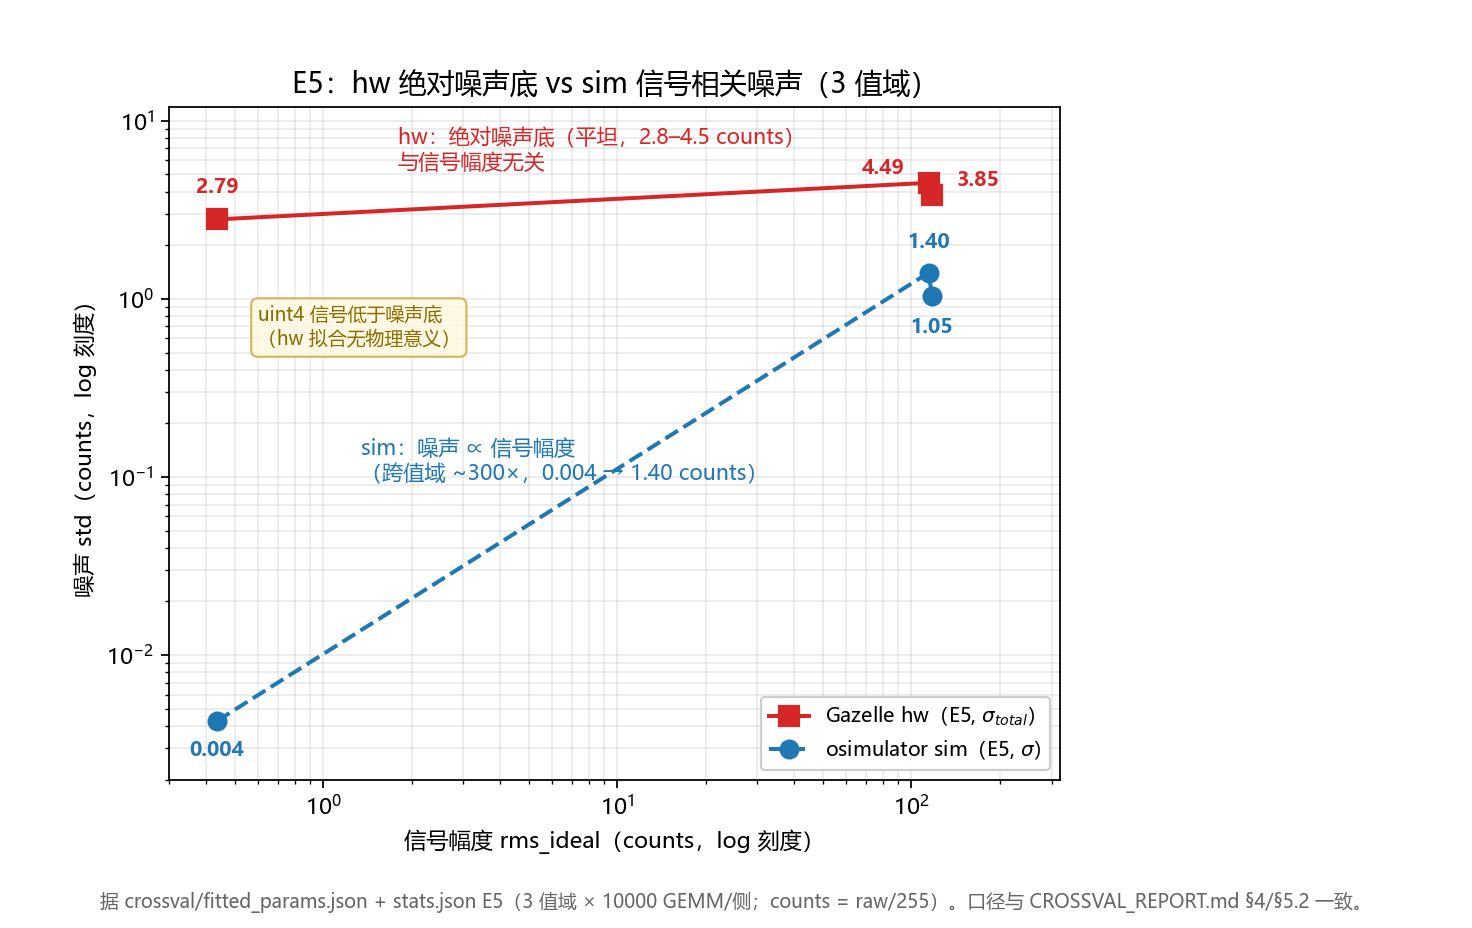 E5：hw 绝对噪声底 vs sim 信号相关噪声（3 值域）
噪声 std（counts，log 刻度）
10¹
10⁰
10⁻¹
10⁻²
hw：绝对噪声底（平坦，2.8–4.5 counts）
与信号幅度无关
2.79
4.49
3.85
1.40
1.05
uint4 信号低于噪声底
（hw 拟合无物理意义）
sim：噪声 ∝ 信号幅度
（跨值域 ~300×，0.004 → 1.40 counts）
0.004
Gazelle hw（E5, σ_total）
osimulator sim（E5, σ）
10⁰
10¹
10²
信号幅度 rms_ideal（counts，log 刻度）
据 crossval/fitted_params.json + stats.json E5（3 值域 × 10000 GEMM/侧；counts = raw/255）。口径与 CROSSVAL_REPORT.md §4/§5.2 一致。